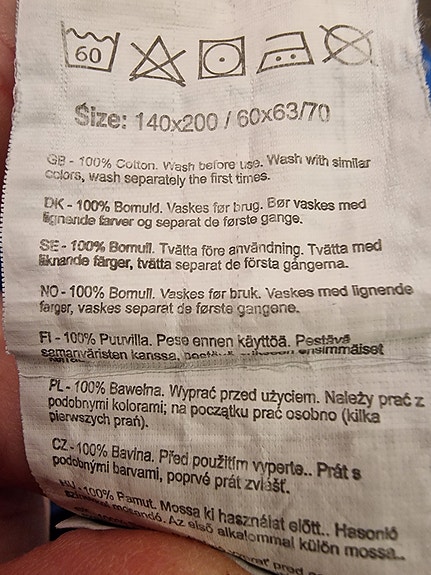 60
Size: 140x200 / 60x63/70
GB - 100% Cotton. Wash before use. Wash with similar
colors, wash separately the first times.
DK - 100% Bomuld. Vaskes før brug. Bør vaskes med
lignende farver og separat de første gange.
SE - 100% Bomull. Tvätta före användning. Tvätta med
liknande färger, tvätta separat de första gångerna.
NO - 100% Bomull. Vaskes før bruk. Vaskes med lignende
farger, vaskes separat de første gangene.
FI - 100% Puuvilla. Pese ennen käyttöä. Pestävä
samanväristen kanssa, ensimmäiset
PL - 100% Bawełna. Wyprać przed użyciem. Należy prać z
podobnymi kolorami; na początku prać osobno (kilka
pierwszych prań).
CZ - 100% Bavlna. Před použitím vyperte.. Prát s
podobnými barvami, poprvé prát zvlášť.
HU - 100% Pamut. Mossa ki használat előtt.. Hasonló
mosandó. Az első alkalommal külön mossa..